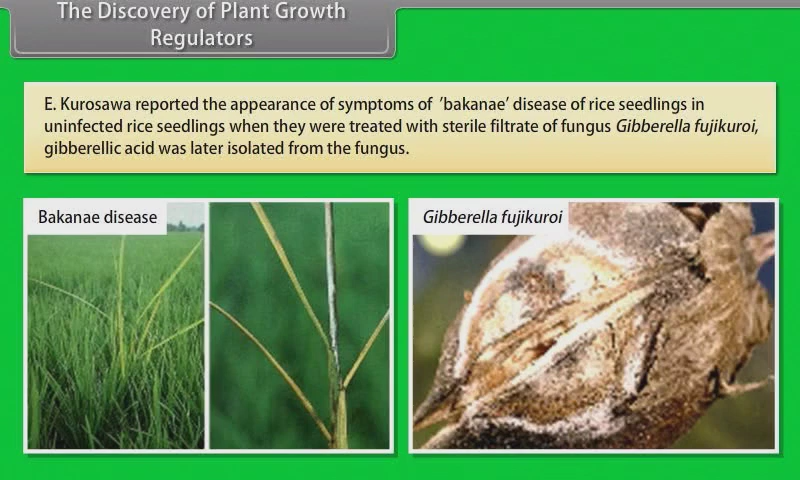 The Discovery of Plant Growth
Regulators
E. Kurosawa reported the appearance of symptoms of 'bakanae' disease of rice seedlings in
uninfected rice seedlings when they were treated with sterile filtrate of fungus Gibberella fujikuroi,
gibberellic acid was later isolated from the fungus.
Bakanae disease
Gibberella fujikuroi